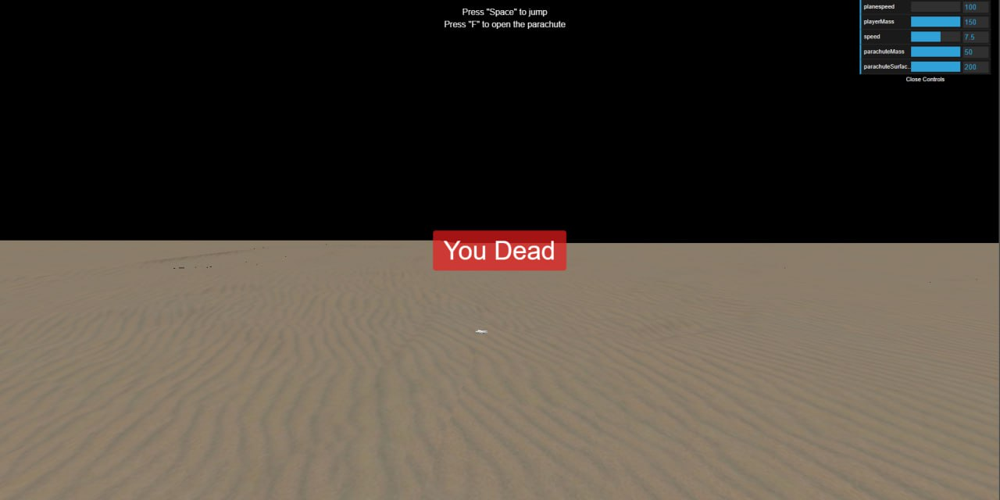 Press "Space" to jump
Press "F" to open the parachute
planespeed 100
playerMass 150
speed 7.5
parachuteMass 50
parachuteSurfac... 200
Close Controls
You Dead